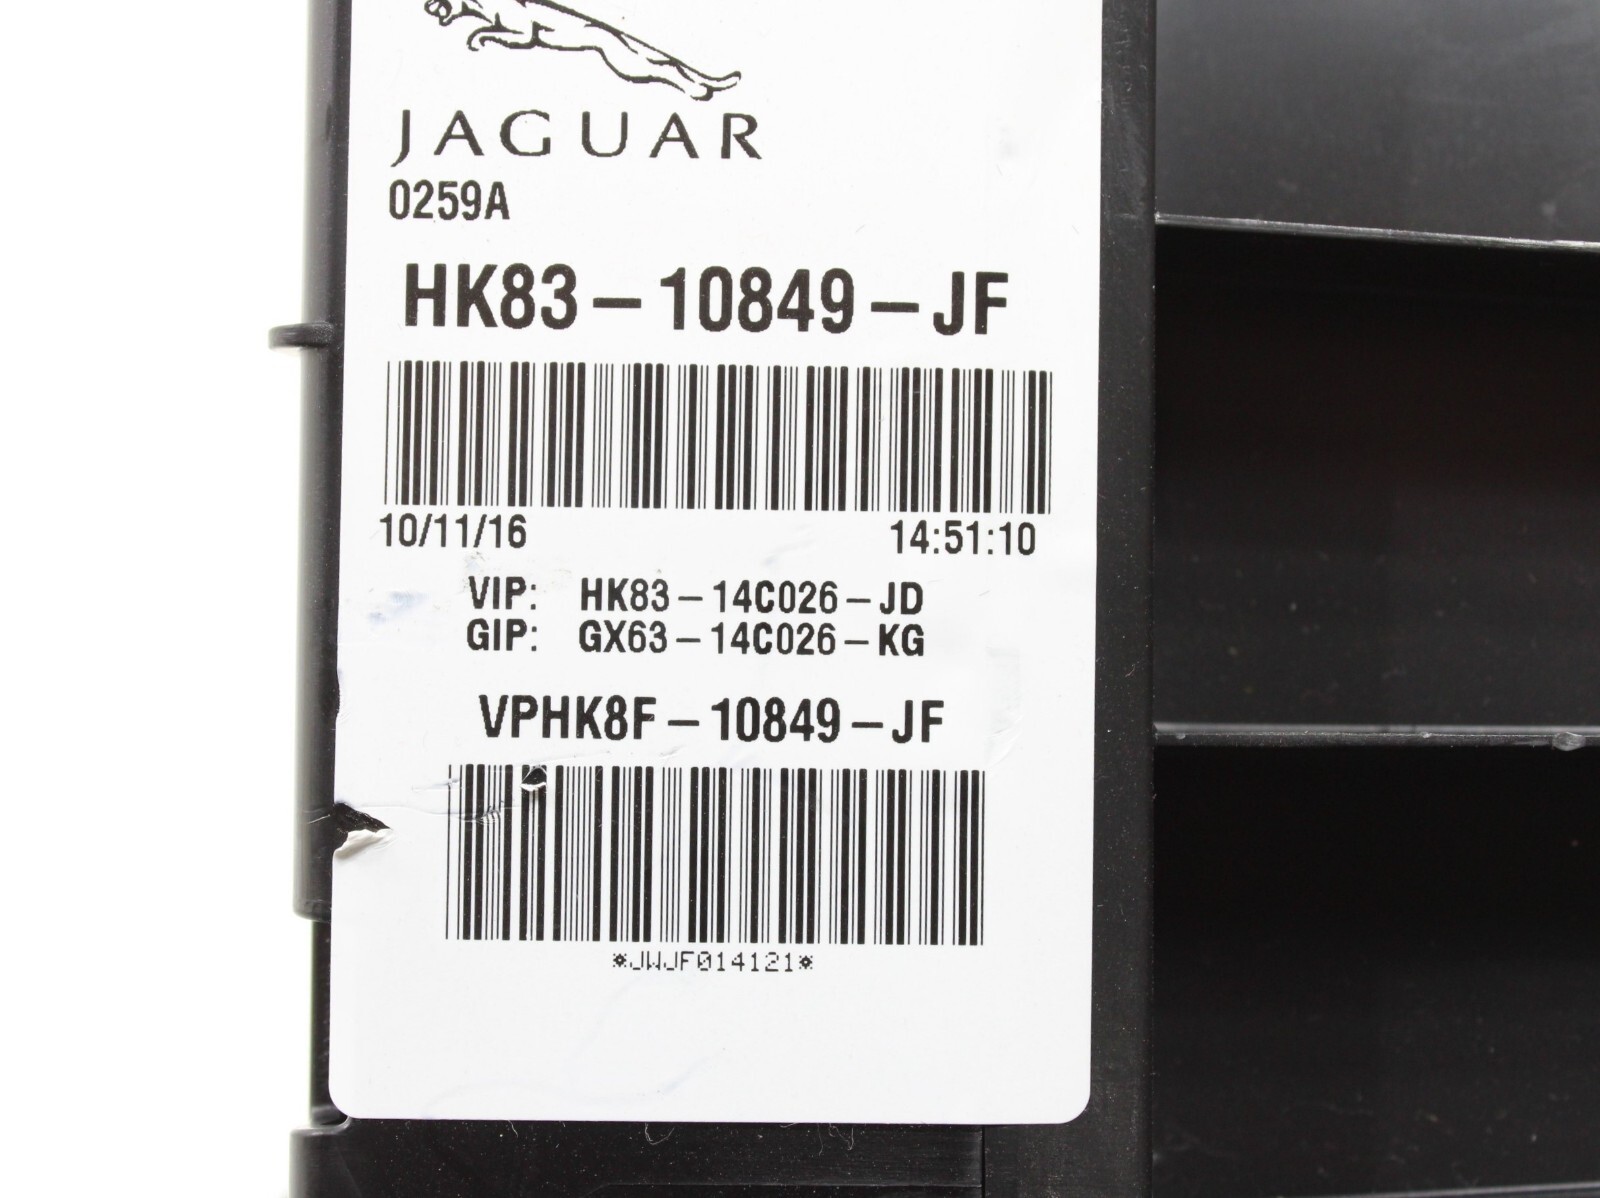 JAGUAR
0259A
HK83-10849-JF
10/11/16 14:51:10
VIP: HK83-14C026-JD
GIP: GX63-14C026-KG
VPHK8F-10849-JF
*JWJF014121*